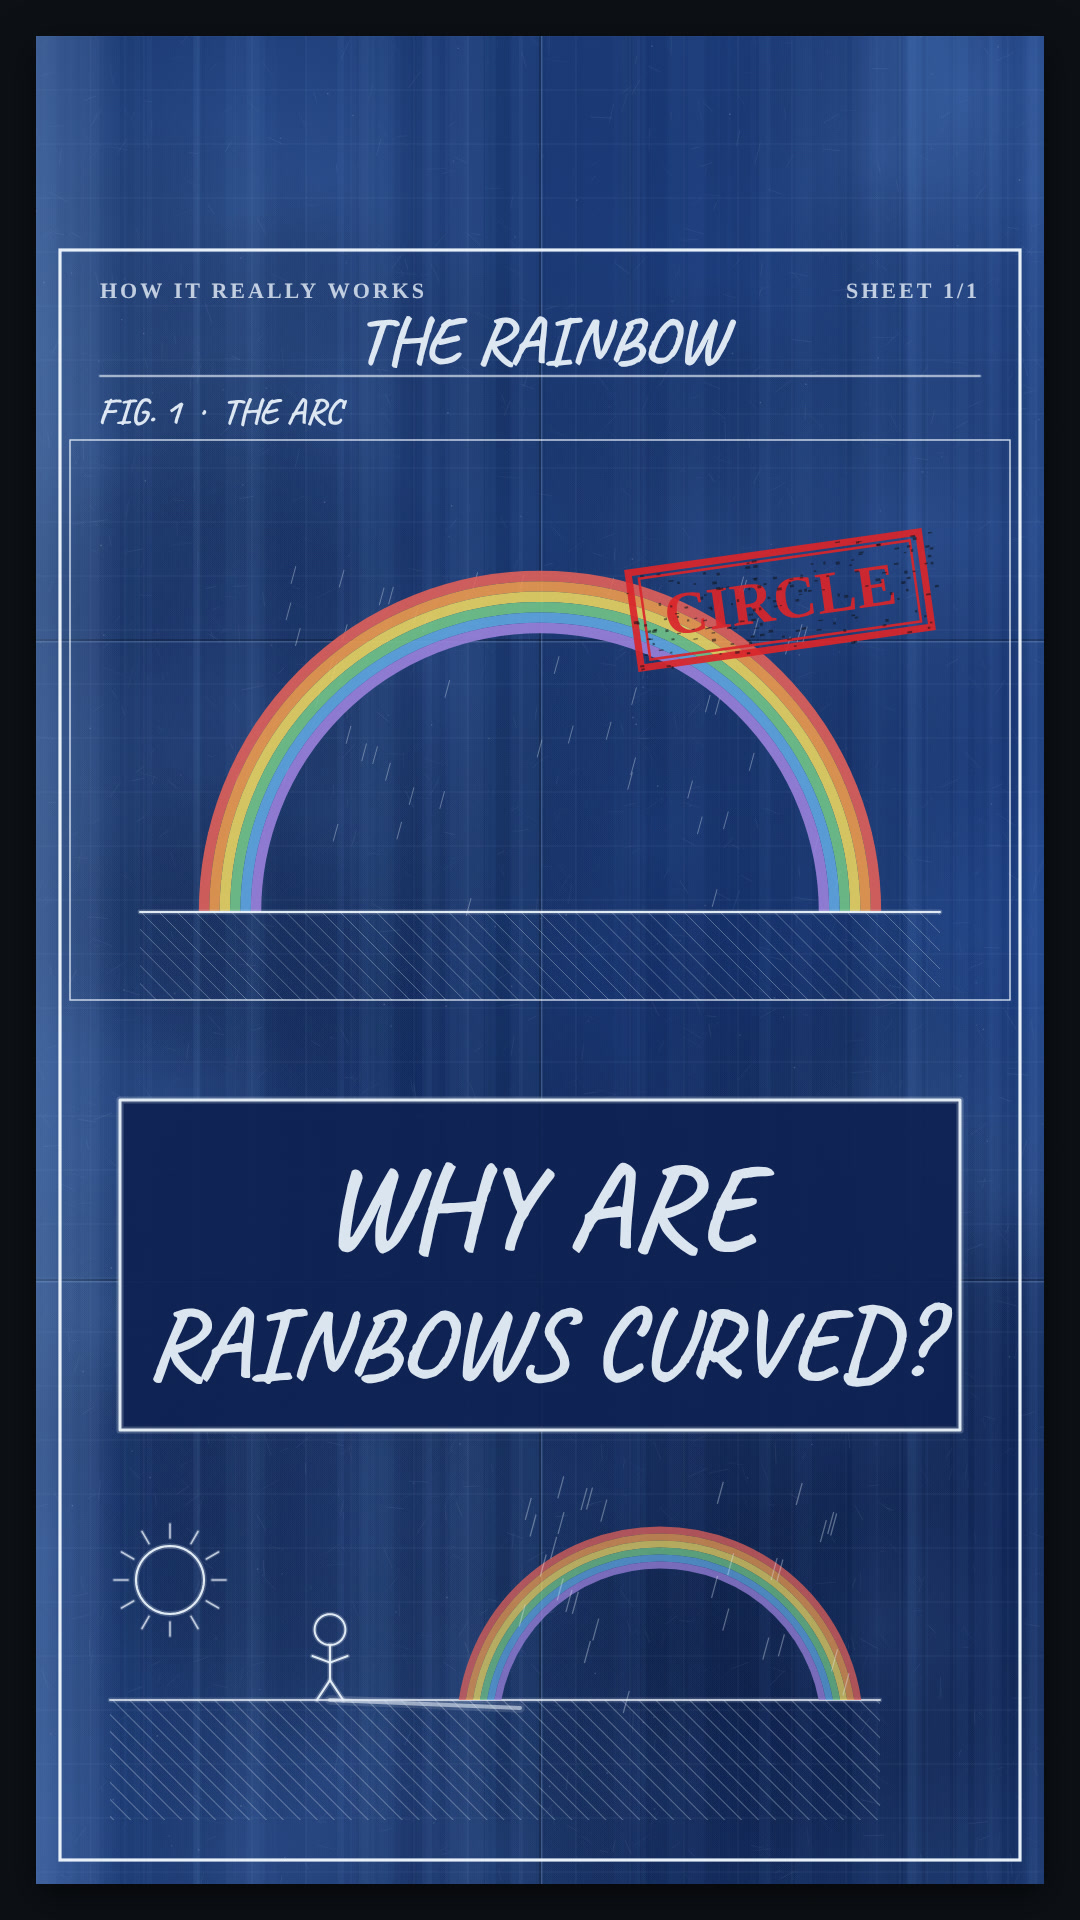 HOW IT REALLY WORKS
SHEET 1/1
THE RAINBOW
FIG. 1 · THE ARC
CIRCLE
WHY ARE
RAINBOWS CURVED?